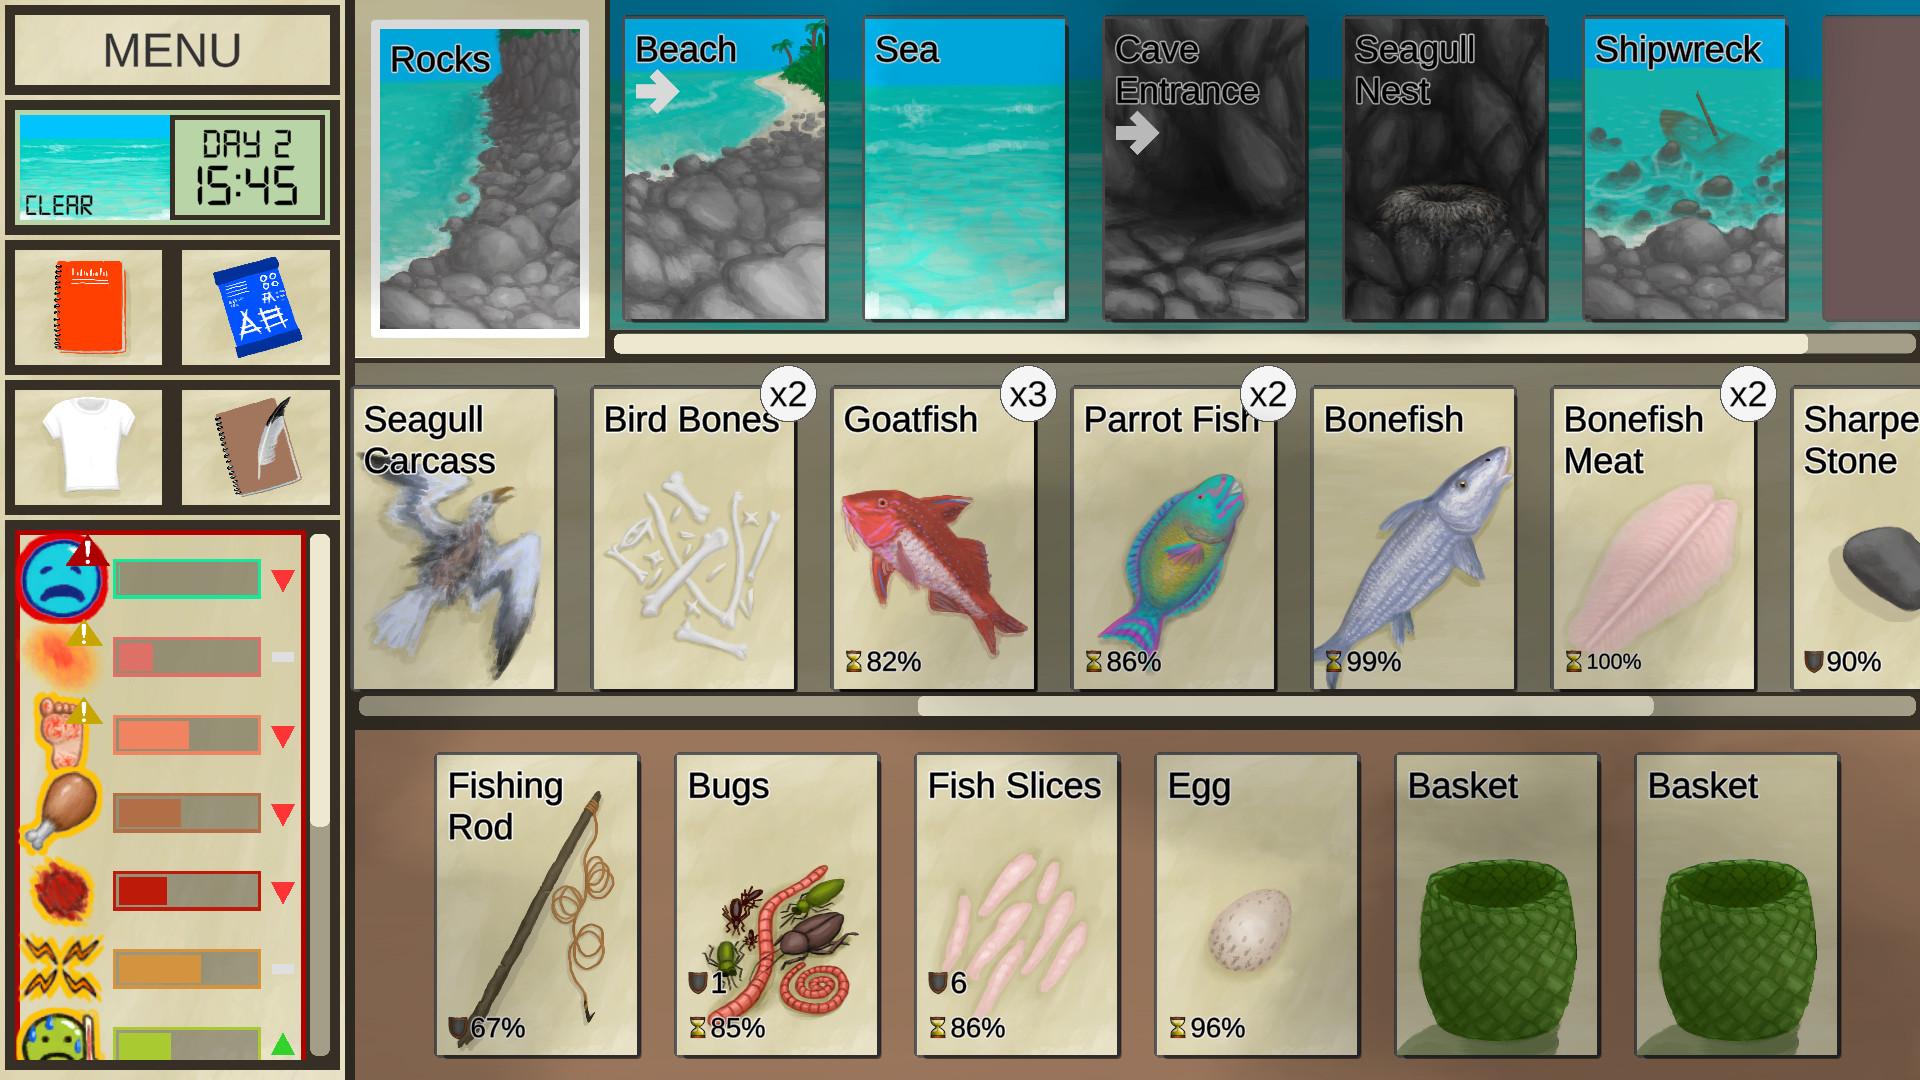 MENU
CLEAR
DAY 2
15:45
Rocks
Beach
Sea
Cave
Entrance
Seagull
Nest
Shipwreck
Seagull
Carcass
x2
Bird Bones
x3
Goatfish
82%
x2
Parrot Fish
86%
Bonefish
99%
x2
Bonefish
Meat
100%
Sharpe
Stone
90%
Fishing
Rod
67%
Bugs
1
85%
Fish Slices
6
86%
Egg
96%
Basket
Basket